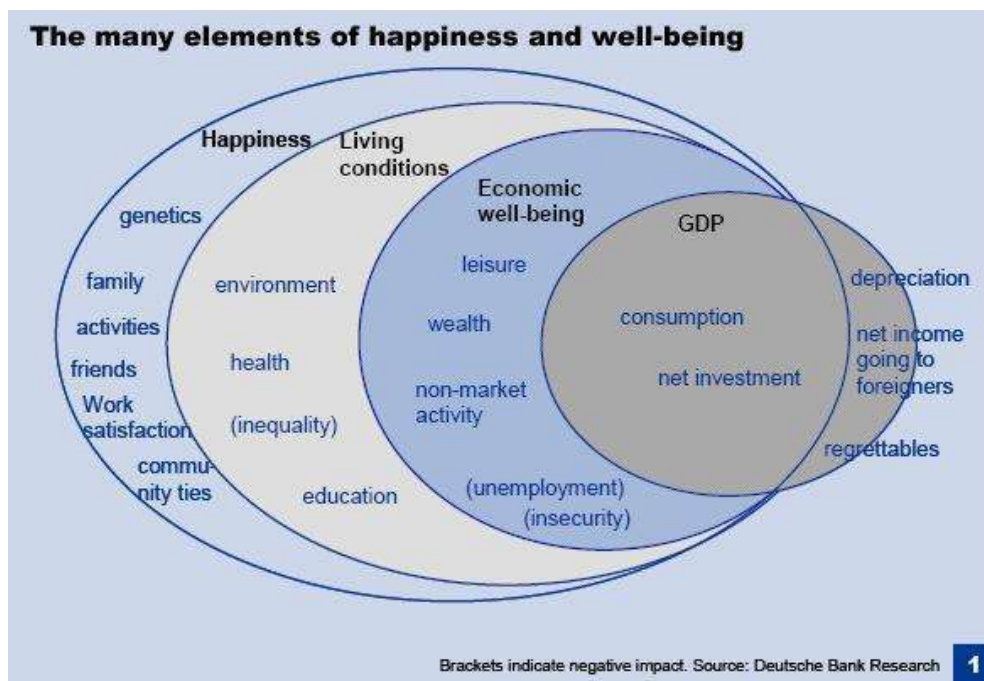 The many elements of happiness and well-being
Happiness
Living
conditions
Economic
well-being
GDP
genetics
family
activities
friends
Work
satisfaction
commu-
nity ties
environment
health
(inequality)
education
leisure
wealth
non-market
activity
(unemployment)
(insecurity)
consumption
net investment
depreciation
net income
going to
foreigners
regrettables
Brackets indicate negative impact. Source: Deutsche Bank Research
1